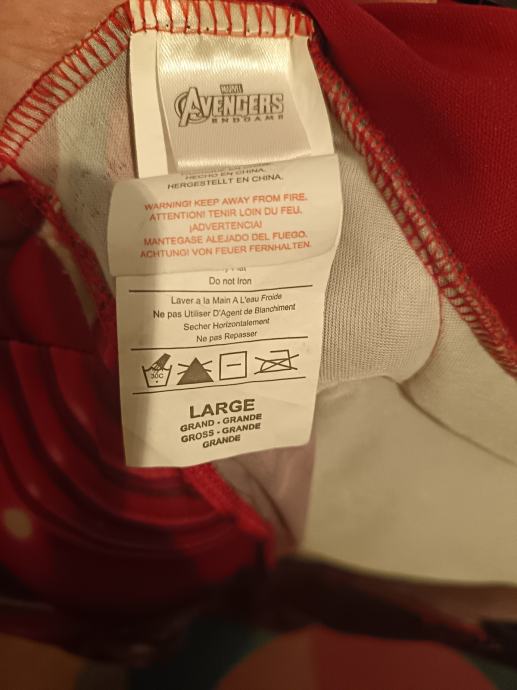 MARVEL
AVENGERS
ENDGAME
HECHO EN CHINA.
HERGESTELLT EN CHINA.
WARNING! KEEP AWAY FROM FIRE.
ATTENTION! TENIR LOIN DU FEU.
¡ADVERTENCIA!
MANTEGASE ALEJADO DEL FUEGO.
ACHTUNG! VON FEUER FERNHALTEN.
Do not Iron
Laver a la Main A L'eau Froide
Ne pas Utiliser D'Agent de Blanchiment
Secher Horizontalement
Ne pas Repasser
30C
LARGE
GRAND - GRANDE
GROSS - GRANDE
GRANDE